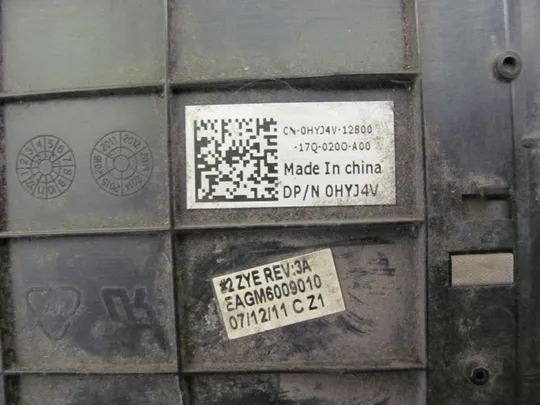 CN-0HYJ4V-12800
-17Q-020O-A00
Made In china
DP/N 0HYJ4V
#2 ZYE REV:3A
EAGM6009010
07/12/11 C Z1